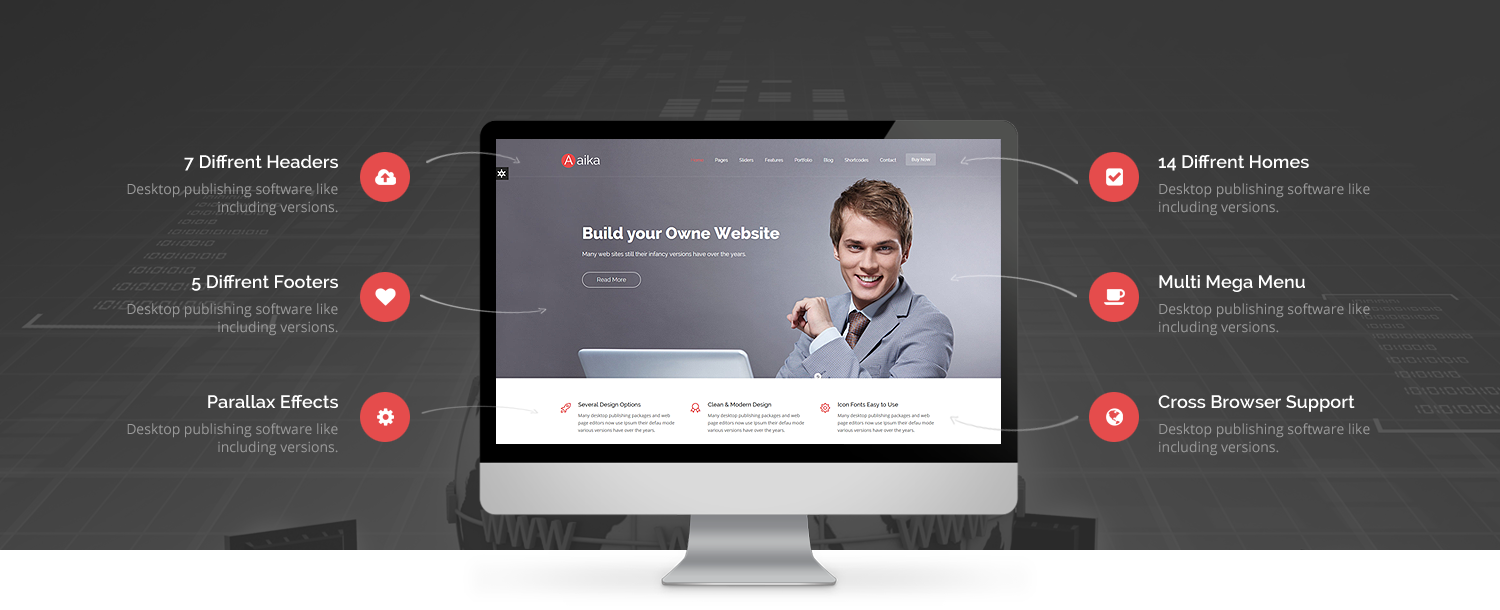 7 Diffrent Headers
Desktop publishing software like
including versions.
5 Diffrent Footers
Desktop publishing software like
including versions.
Parallax Effects
Desktop publishing software like
including versions.
Aaika
Home Pages Sliders Features Portfolio Blog Shortcodes Contact Buy Now
Build your Owne Website
Many web sites still their infancy versions have over the years.
Read More
Several Design Options
Many desktop publishing packages and web
page editors now use Ipsum their defau mode
various versions have over the years.
Clean & Modern Design
Many desktop publishing packages and web
page editors now use Ipsum their defau mode
various versions have over the years.
Icon Fonts Easy to Use
Many desktop publishing packages and web
page editors now use Ipsum their defau mode
various versions have over the years.
14 Diffrent Homes
Desktop publishing software like
including versions.
Multi Mega Menu
Desktop publishing software like
including versions.
Cross Browser Support
Desktop publishing software like
including versions.
WWW